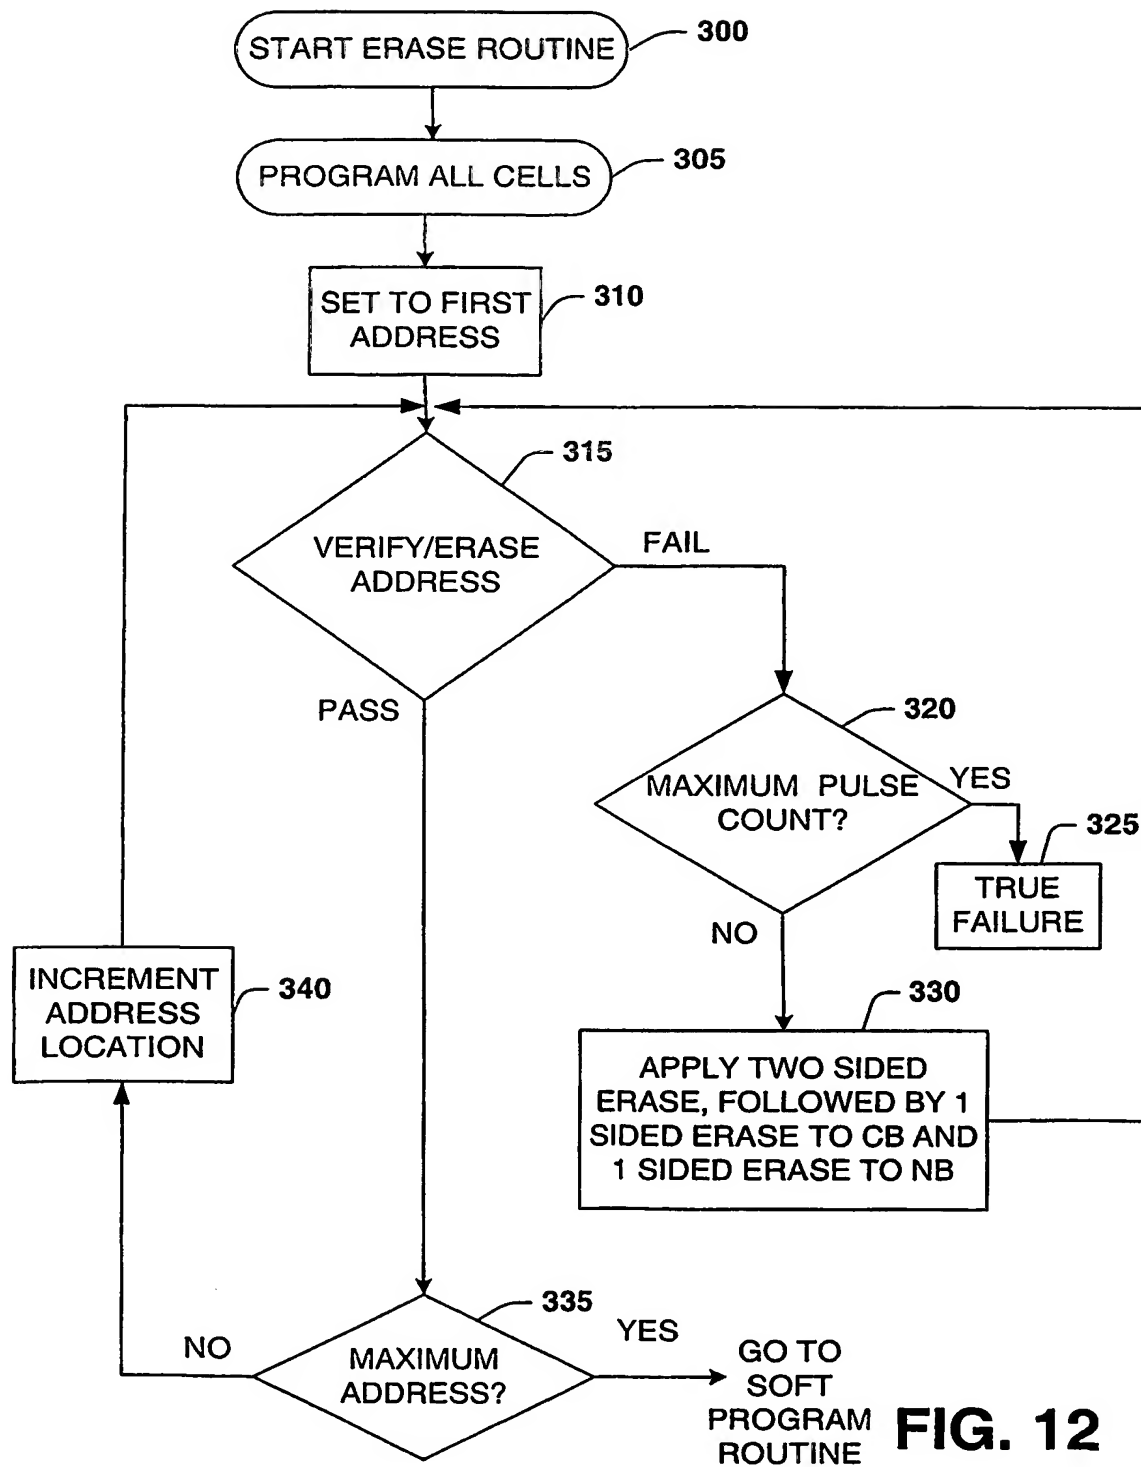 START ERASE ROUTINE
300
PROGRAM ALL CELLS
305
SET TO FIRST
ADDRESS
310
315
VERIFY/ERASE
ADDRESS
FAIL
PASS
320
MAXIMUM PULSE
COUNT?
YES
325
TRUE
FAILURE
NO
330
APPLY TWO SIDED
ERASE, FOLLOWED BY 1
SIDED ERASE TO CB AND
1 SIDED ERASE TO NB
INCREMENT
ADDRESS
LOCATION
340
335
NO
MAXIMUM
ADDRESS?
YES
GO TO
SOFT
PROGRAM
ROUTINE
FIG. 12